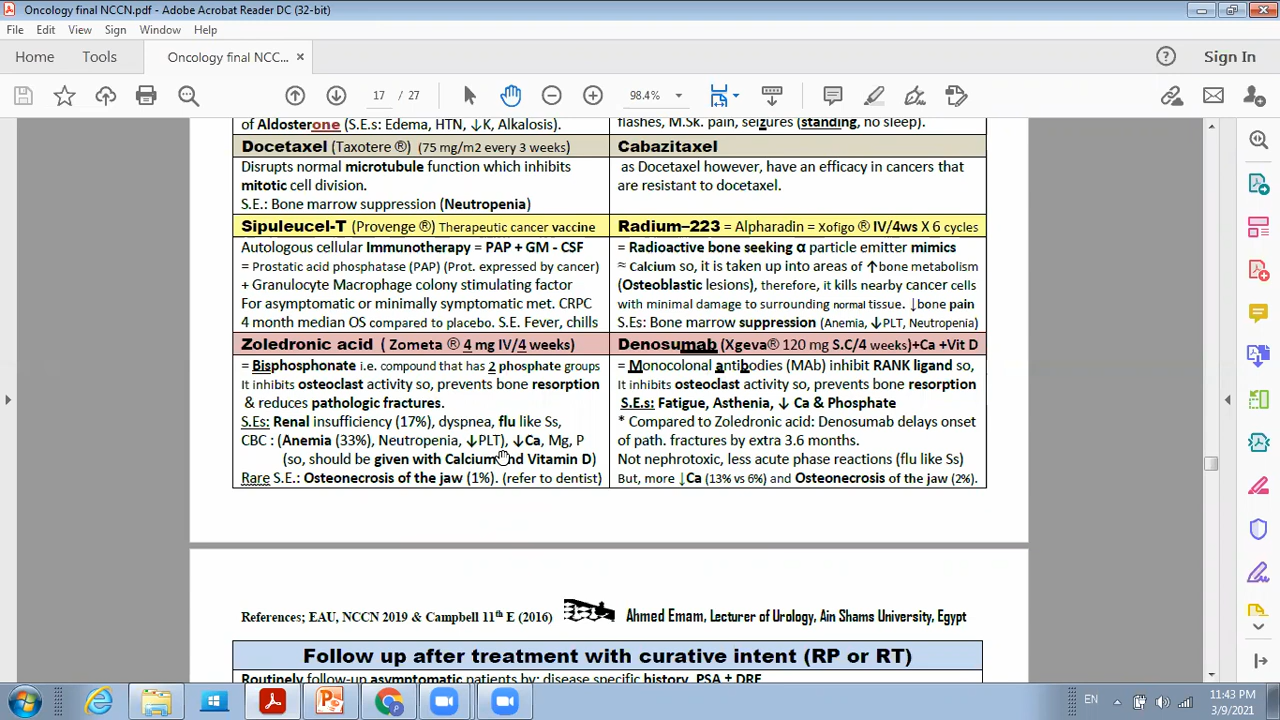 Oncology final NCCN.pdf - Adobe Acrobat Reader DC (32-bit)
File Edit View Sign Window Help
Home Tools Oncology final NCC... × Sign In
17 / 27 98.4%
of Aldosterone (S.Es: Edema, HTN, ↓K, Alkalosis).
flashes, M.Sk. pain, seizures (standing, no sleep).
Docetaxel (Taxotere ®) (75 mg/m2 every 3 weeks)
Disrupts normal microtubule function which inhibits
mitotic cell division.
S.E.: Bone marrow suppression (Neutropenia)
Cabazitaxel
as Docetaxel however, have an efficacy in cancers that
are resistant to docetaxel.
Sipuleucel-T (Provenge ®) Therapeutic cancer vaccine
Autologous cellular Immunotherapy = PAP + GM - CSF
= Prostatic acid phosphatase (PAP) (Prot. expressed by cancer)
+ Granulocyte Macrophage colony stimulating factor
For asymptomatic or minimally symptomatic met. CRPC
4 month median OS compared to placebo. S.E. Fever, chills
Radium–223 = Alpharadin = Xofigo ® IV/4ws X 6 cycles
= Radioactive bone seeking α particle emitter mimics
≈ Calcium so, it is taken up into areas of ↑bone metabolism
(Osteoblastic lesions), therefore, it kills nearby cancer cells
with minimal damage to surrounding normal tissue. ↓bone pain
S.Es: Bone marrow suppression (Anemia, ↓PLT, Neutropenia)
Zoledronic acid ( Zometa ® 4 mg IV/4 weeks)
= Bisphosphonate i.e. compound that has 2 phosphate groups
It inhibits osteoclast activity so, prevents bone resorption
& reduces pathologic fractures.
S.Es: Renal insufficiency (17%), dyspnea, flu like Ss,
CBC : (Anemia (33%), Neutropenia, ↓PLT), ↓Ca, Mg, P
(so, should be given with Calcium and Vitamin D)
Rare S.E.: Osteonecrosis of the jaw (1%). (refer to dentist)
Denosumab (Xgeva® 120 mg S.C/4 weeks)+Ca +Vit D
= Monocolonal antibodies (MAb) inhibit RANK ligand so,
It inhibits osteoclast activity so, prevents bone resorption
S.E.s: Fatigue, Asthenia, ↓ Ca & Phosphate
* Compared to Zoledronic acid: Denosumab delays onset
of path. fractures by extra 3.6 months.
Not nephrotoxic, less acute phase reactions (flu like Ss)
But, more ↓Ca (13% vs 6%) and Osteonecrosis of the jaw (2%).
References; EAU, NCCN 2019 & Campbell 11th E (2016) Ahmed Emam, Lecturer of Urology, Ain Shams University, Egypt
Follow up after treatment with curative intent (RP or RT)
Routinely follow-up asymptomatic patients by: disease specific history, PSA ± DRE
EN
11:43 PM
3/9/2021